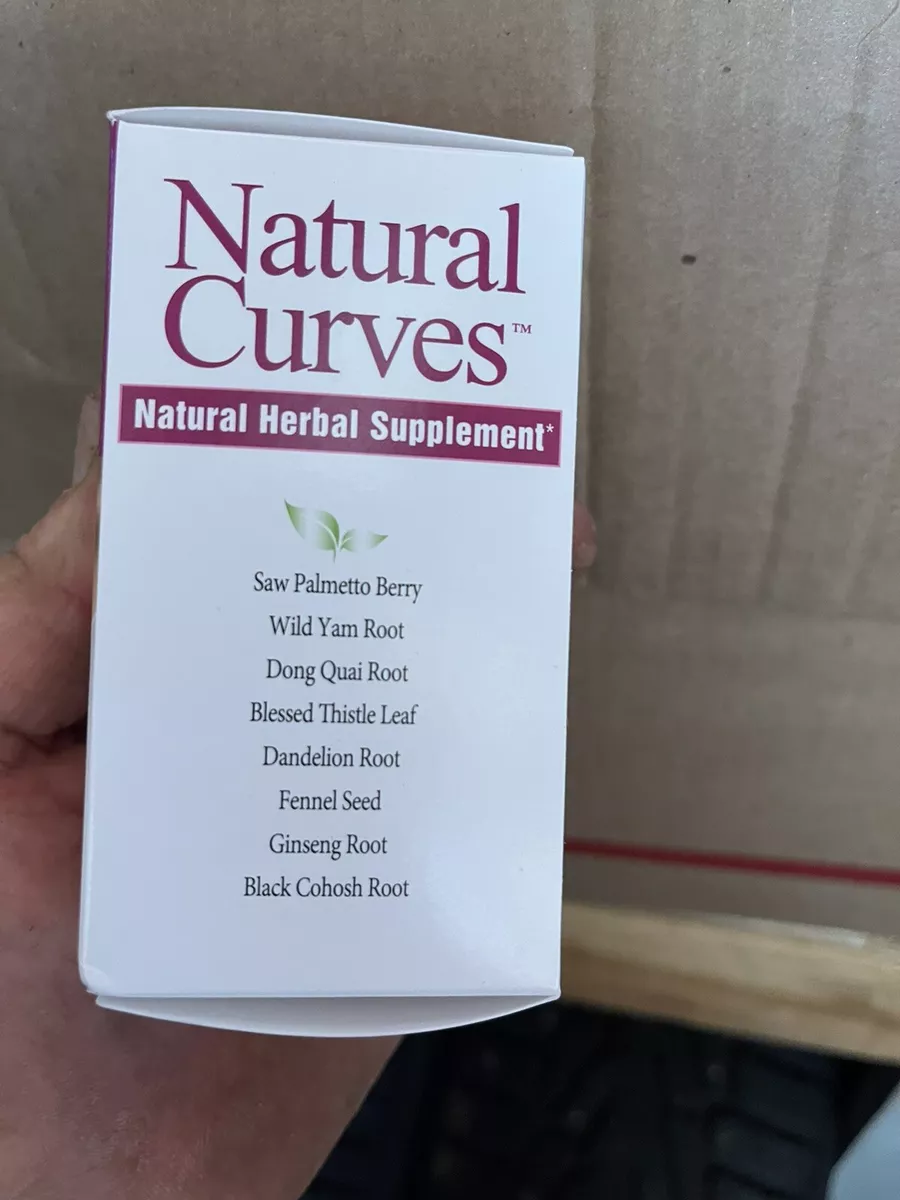 Natural
Curves™
Natural Herbal Supplement*
Saw Palmetto Berry
Wild Yam Root
Dong Quai Root
Blessed Thistle Leaf
Dandelion Root
Fennel Seed
Ginseng Root
Black Cohosh Root